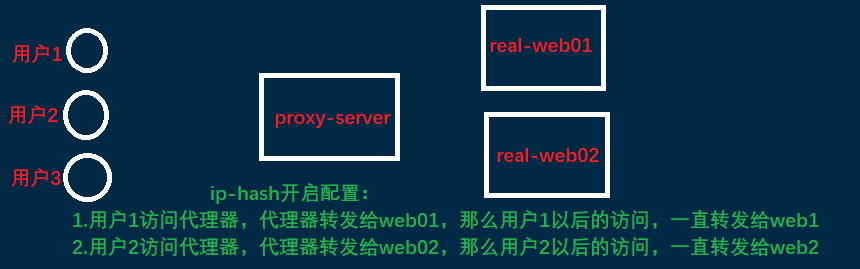 用户1
real-web01
用户2
proxy-server
real-web02
用户3
ip-hash开启配置：
1.用户1访问代理器，代理器转发给web01，那么用户1以后的访问，一直转发给web1
2.用户2访问代理器，代理器转发给web02，那么用户2以后的访问，一直转发给web2